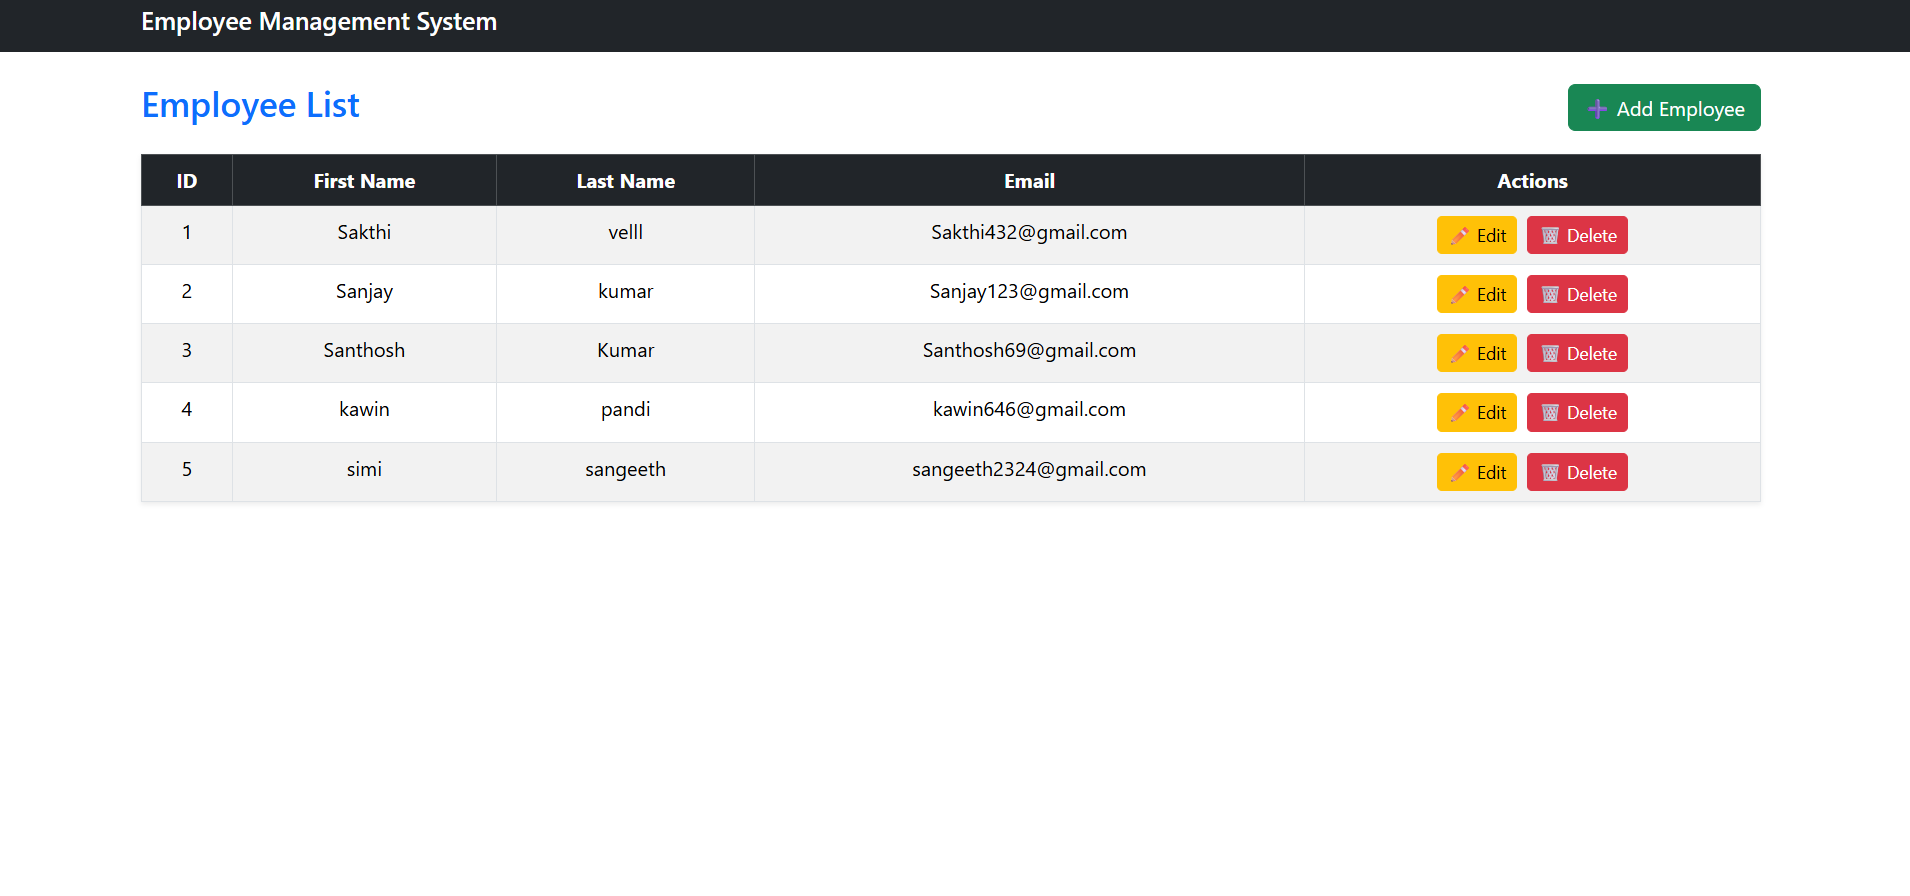 Employee Management System
Employee List
➕ Add Employee
ID First Name Last Name Email Actions
1 Sakthi velll Sakthi432@gmail.com ✏️ Edit 🗑️ Delete
2 Sanjay kumar Sanjay123@gmail.com ✏️ Edit 🗑️ Delete
3 Santhosh Kumar Santhosh69@gmail.com ✏️ Edit 🗑️ Delete
4 kawin pandi kawin646@gmail.com ✏️ Edit 🗑️ Delete
5 simi sangeeth sangeeth2324@gmail.com ✏️ Edit 🗑️ Delete